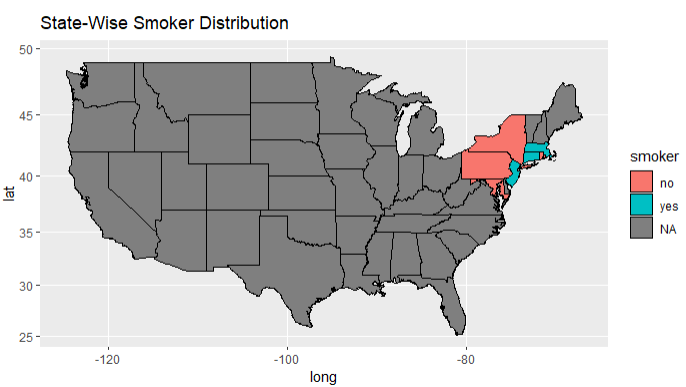 State-Wise Smoker Distribution
50
45
40
35
30
25
lat
-120
-100
-80
long
smoker
no
yes
NA